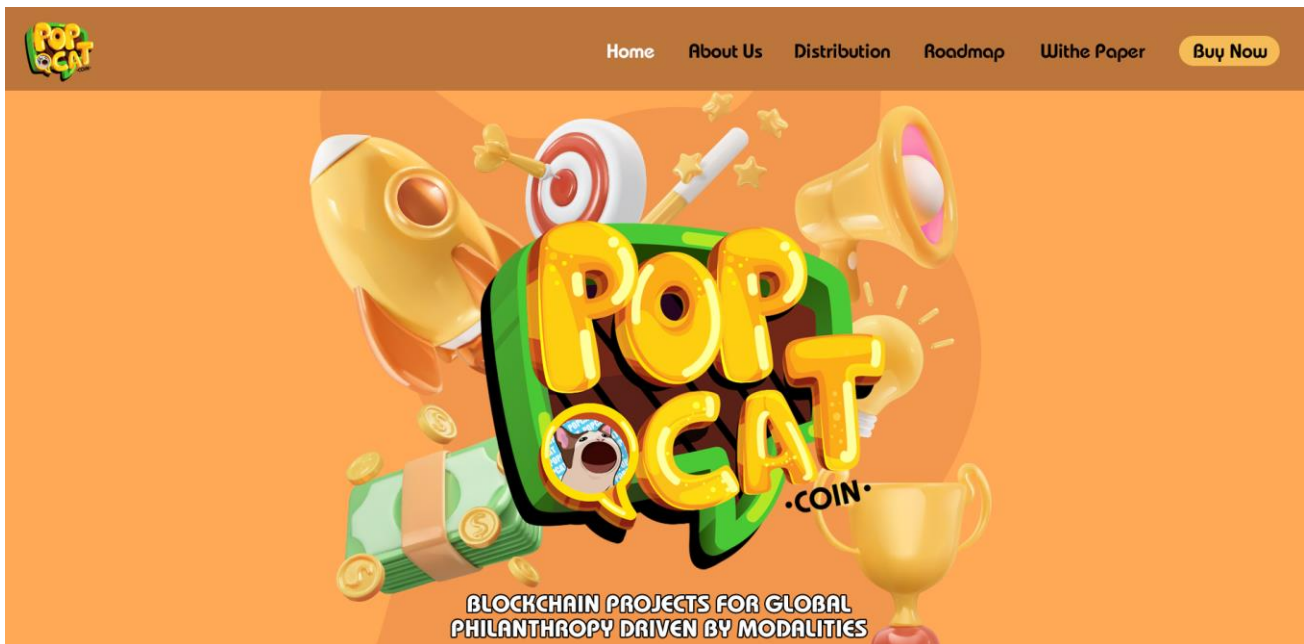 POP
CAT
COIN
Home
About Us
Distribution
Roadmap
Withe Paper
Buy Now
POP
CAT
·COIN·
BLOCKCHAIN PROJECTS FOR GLOBAL
PHILANTHROPY DRIVEN BY MODALITIES